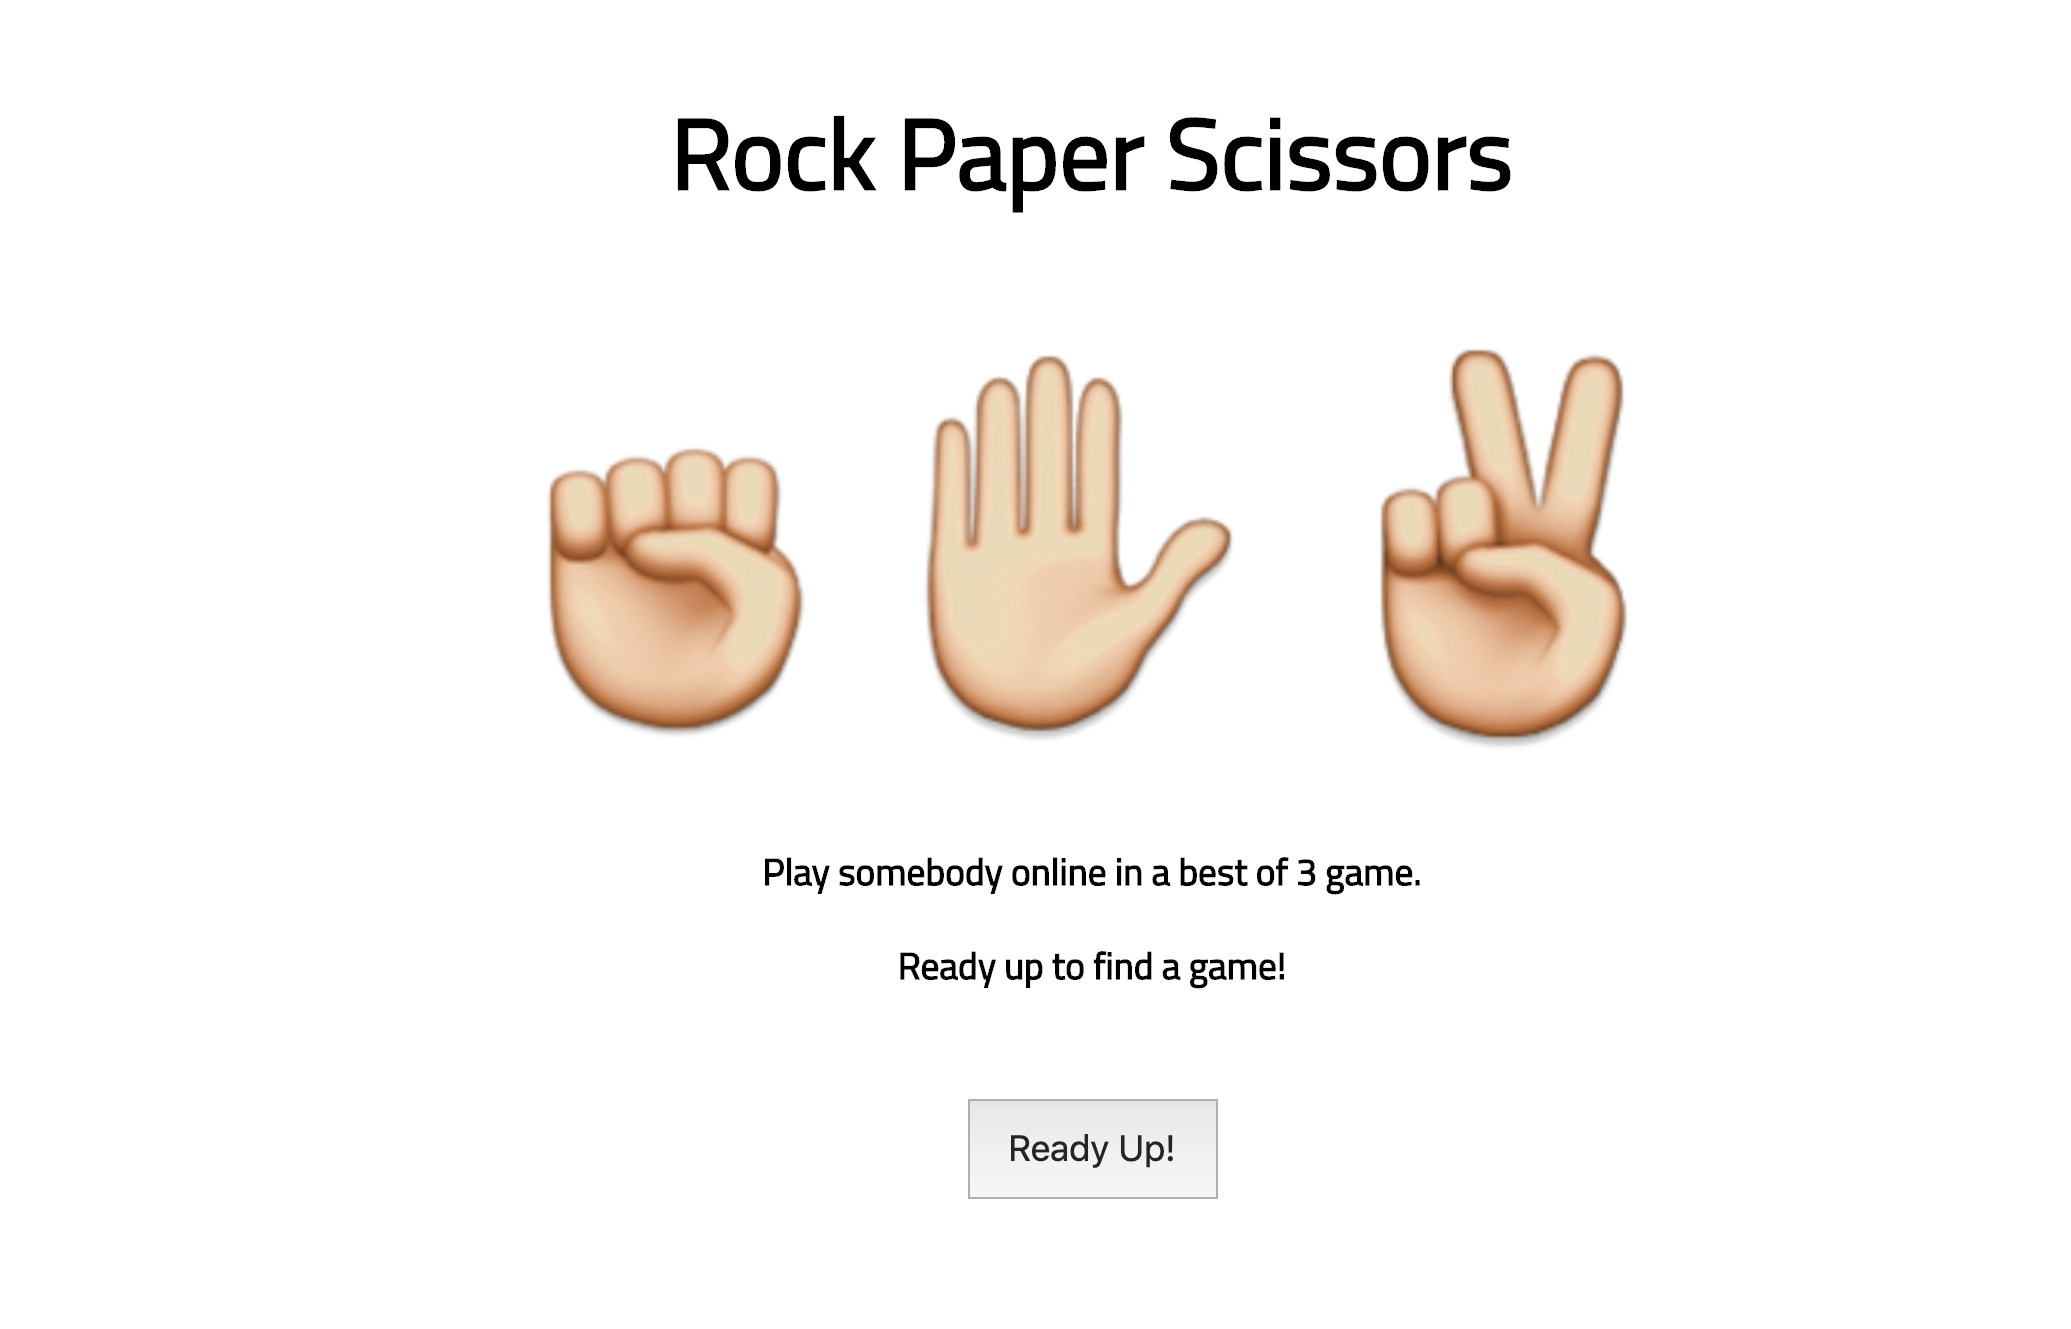 Rock Paper Scissors
Play somebody online in a best of 3 game.
Ready up to find a game!
Ready Up!